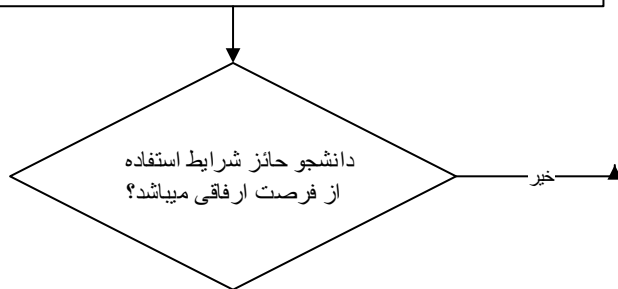 دانشجو حائز شرایط استفاده
از فرصت ارفاقی میباشد؟
خیر